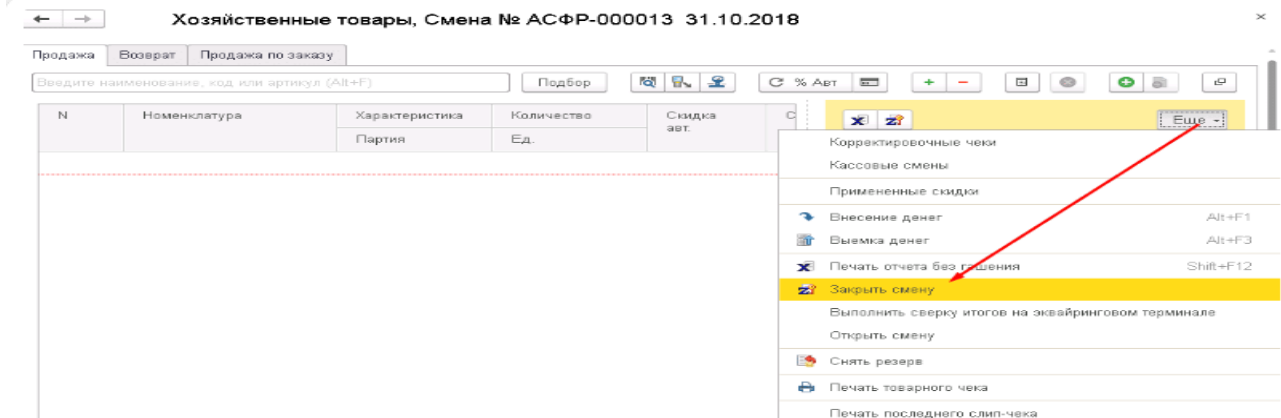 Хозяйственные товары, Смена № АСФР-000013 31.10.2018
Продажа Возврат Продажа по заказу
Введите наименование, код или артикул (Alt+F) Подбор % Авт
N Номенклатура Характеристика Количество Скидка авт. С
Партия Ед.
Еще
Корректировочные чеки
Кассовые смены
Примененные скидки
Внесение денег Alt+F1
Выемка денег Alt+F3
Печать отчета без гашения Shift+F12
Закрыть смену
Выполнить сверку итогов на эквайринговом терминале
Открыть смену
Снять резерв
Печать товарного чека
Печать последнего слип-чека